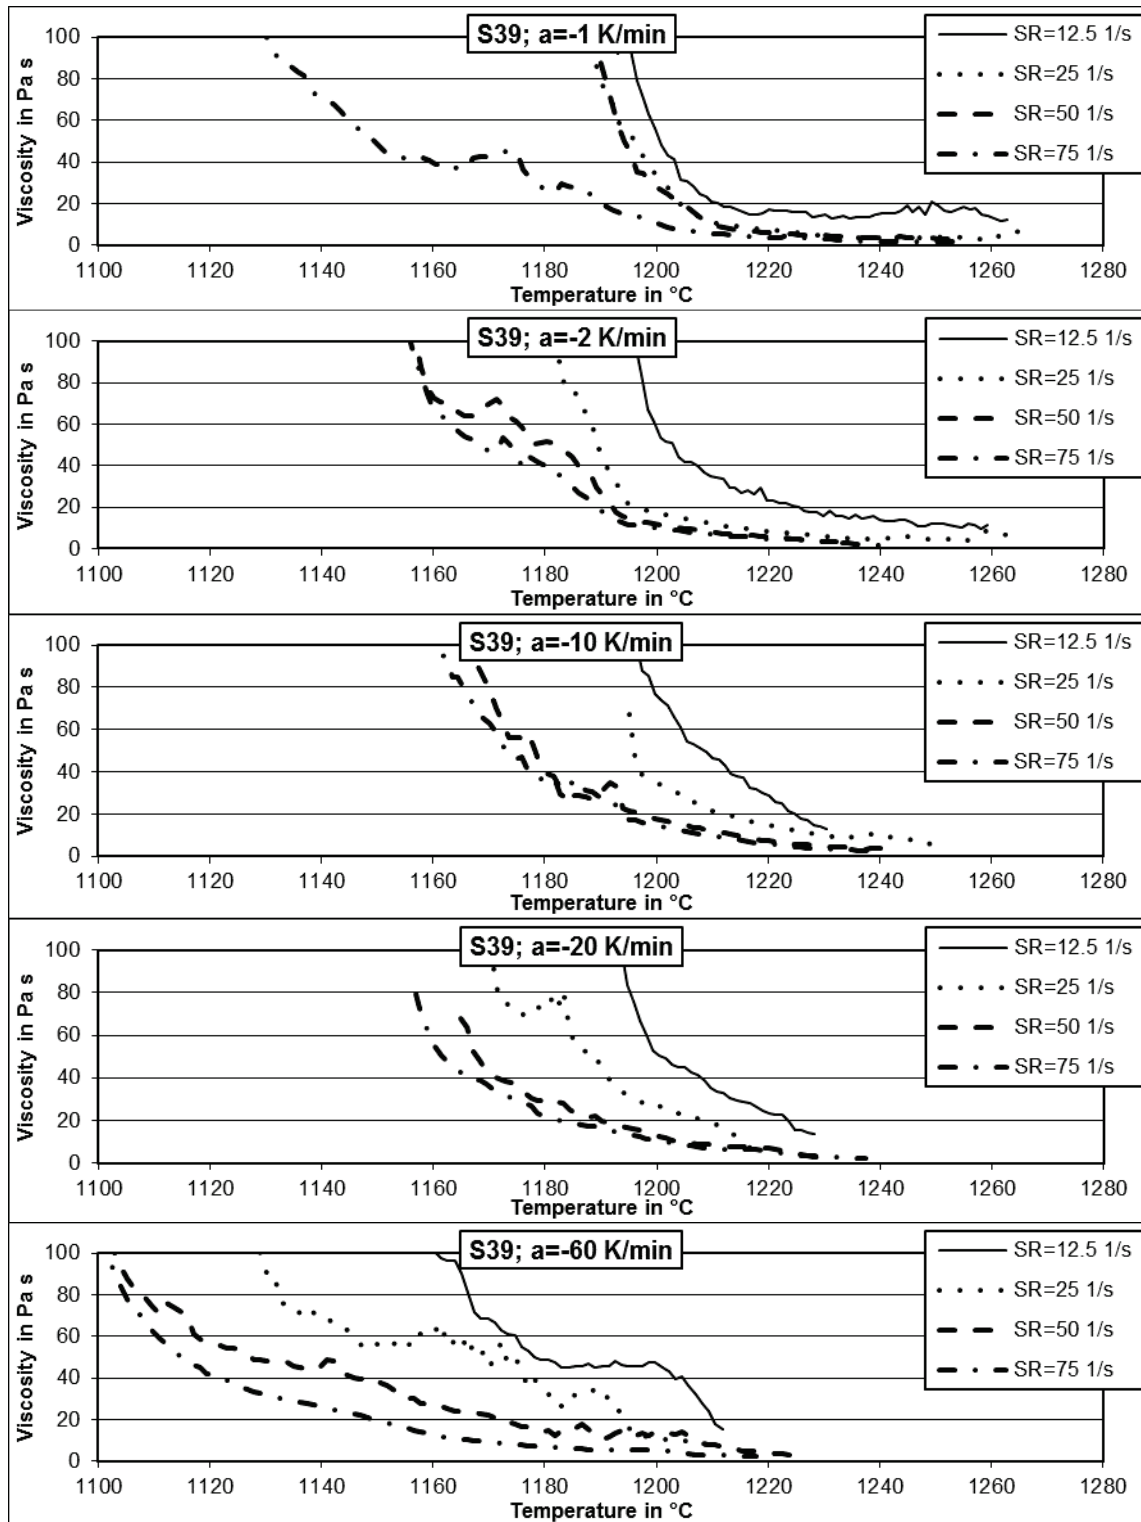 S39; a=-1 K/min
SR=12.5 1/s
SR=25 1/s
SR=50 1/s
SR=75 1/s
Viscosity in Pa s
100
80
60
40
20
0
1100 1120 1140 1160 1180 1200 1220 1240 1260 1280
Temperature in °C
S39; a=-2 K/min
SR=12.5 1/s
SR=25 1/s
SR=50 1/s
SR=75 1/s
Viscosity in Pa s
100
80
60
40
20
0
1100 1120 1140 1160 1180 1200 1220 1240 1260 1280
Temperature in °C
S39; a=-10 K/min
SR=12.5 1/s
SR=25 1/s
SR=50 1/s
SR=75 1/s
Viscosity in Pa s
100
80
60
40
20
0
1100 1120 1140 1160 1180 1200 1220 1240 1260 1280
Temperature in °C
S39; a=-20 K/min
SR=12.5 1/s
SR=25 1/s
SR=50 1/s
SR=75 1/s
Viscosity in Pa s
100
80
60
40
20
0
1100 1120 1140 1160 1180 1200 1220 1240 1260 1280
Temperature in °C
S39; a=-60 K/min
SR=12.5 1/s
SR=25 1/s
SR=50 1/s
SR=75 1/s
Viscosity in Pa s
100
80
60
40
20
0
1100 1120 1140 1160 1180 1200 1220 1240 1260 1280
Temperature in °C